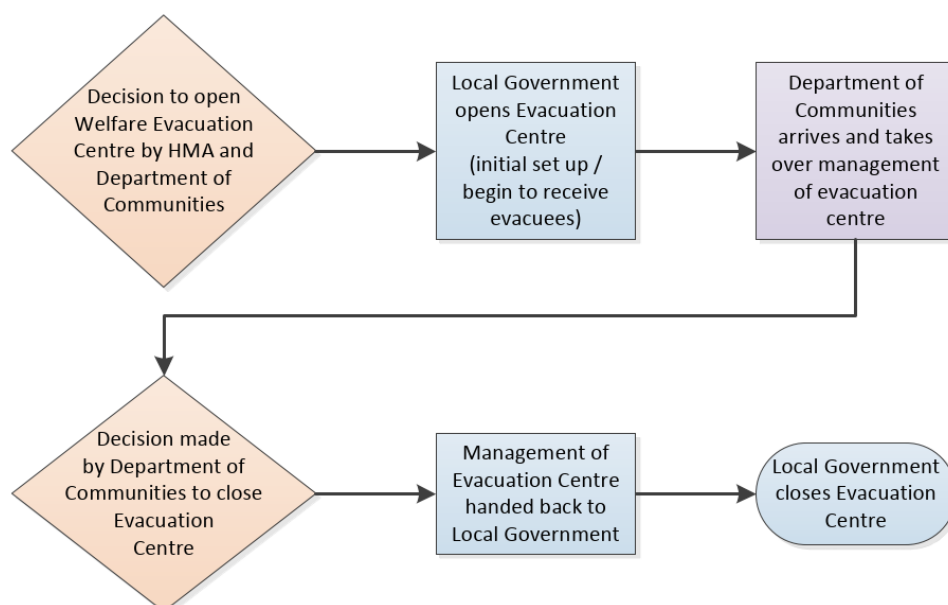 Decision to open
Welfare Evacuation
Centre by HMA and
Department of
Communities
Local Government
opens Evacuation
Centre
(initial set up /
begin to receive
evacuees)
Department of
Communities
arrives and takes
over management
of evacuation
centre
Decision made
by Department of
Communities to close
Evacuation
Centre
Management of
Evacuation Centre
handed back to
Local Government
Local Government
closes Evacuation
Centre